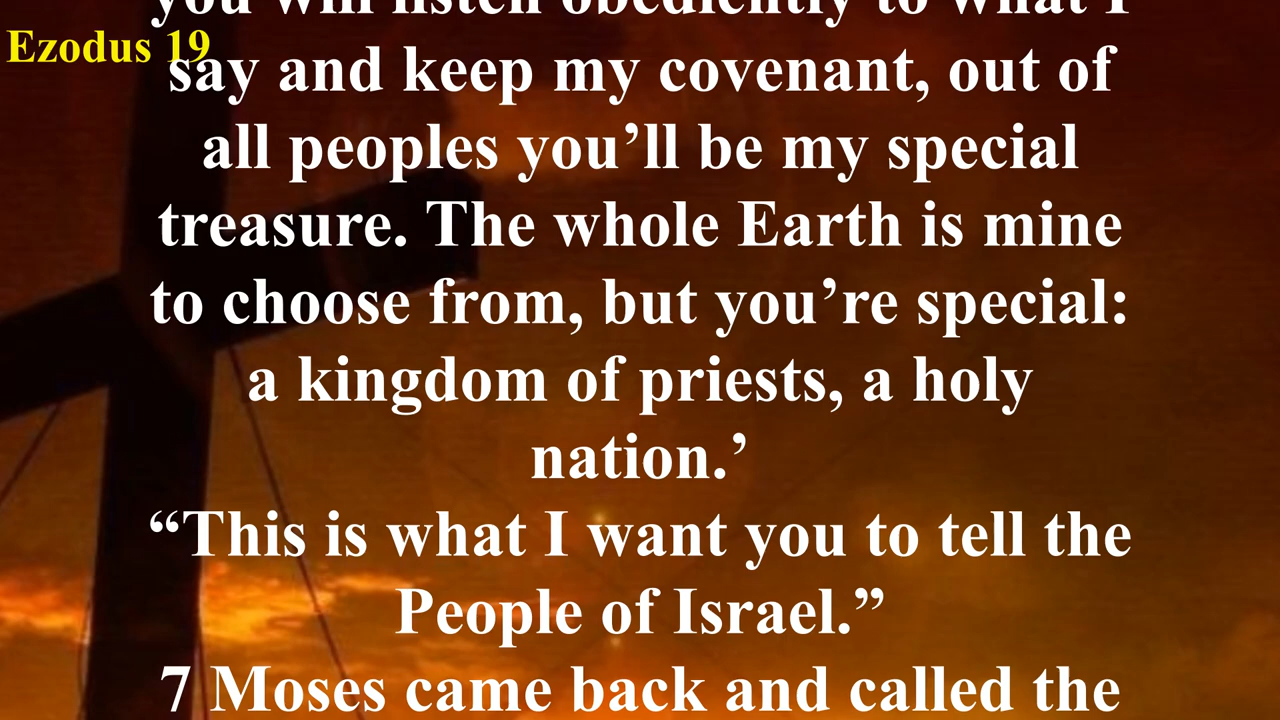 you will listen obediently to what I
Ezodus 19
say and keep my covenant, out of
all peoples you’ll be my special
treasure. The whole Earth is mine
to choose from, but you’re special:
a kingdom of priests, a holy
nation.’
“This is what I want you to tell the
People of Israel.”
7 Moses came back and called the